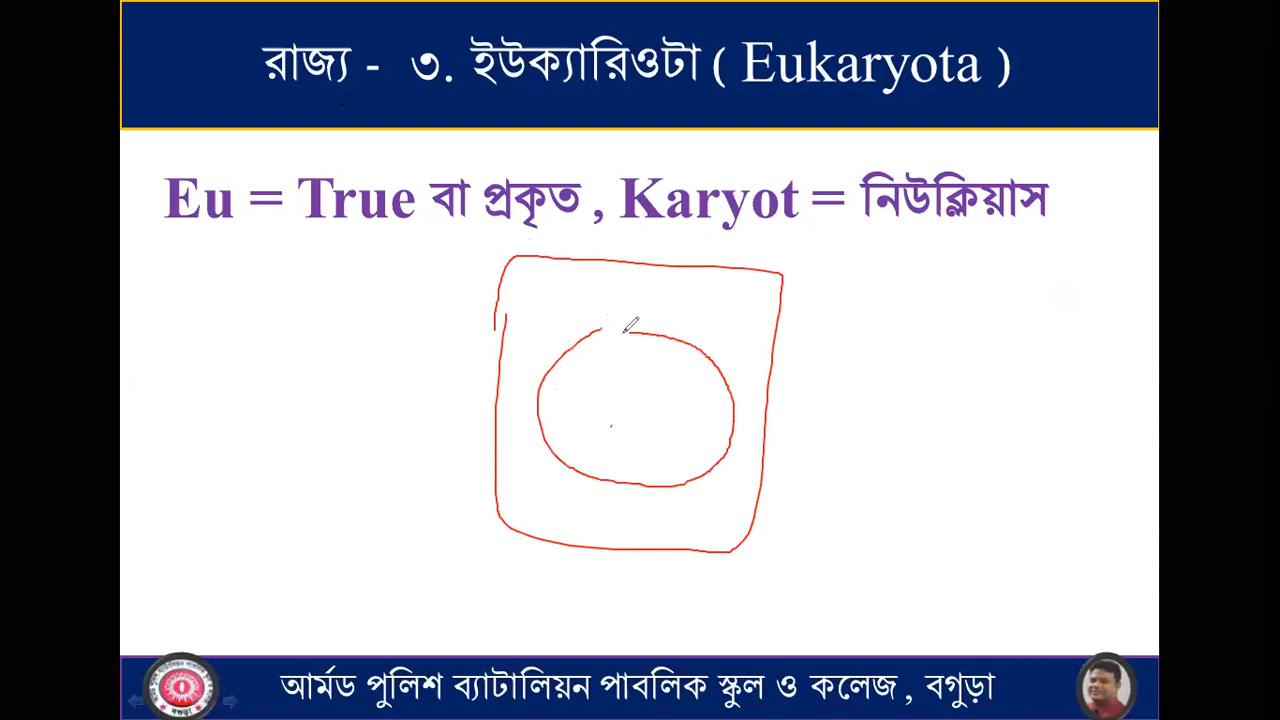 রাজ্য - ৩. ইউক্যারিওটা ( Eukaryota )
Eu = True বা প্রকৃত , Karyot = নিউক্লিয়াস
আর্মড পুলিশ ব্যাটালিয়ন পাবলিক স্কুল ও কলেজ , বগুড়া